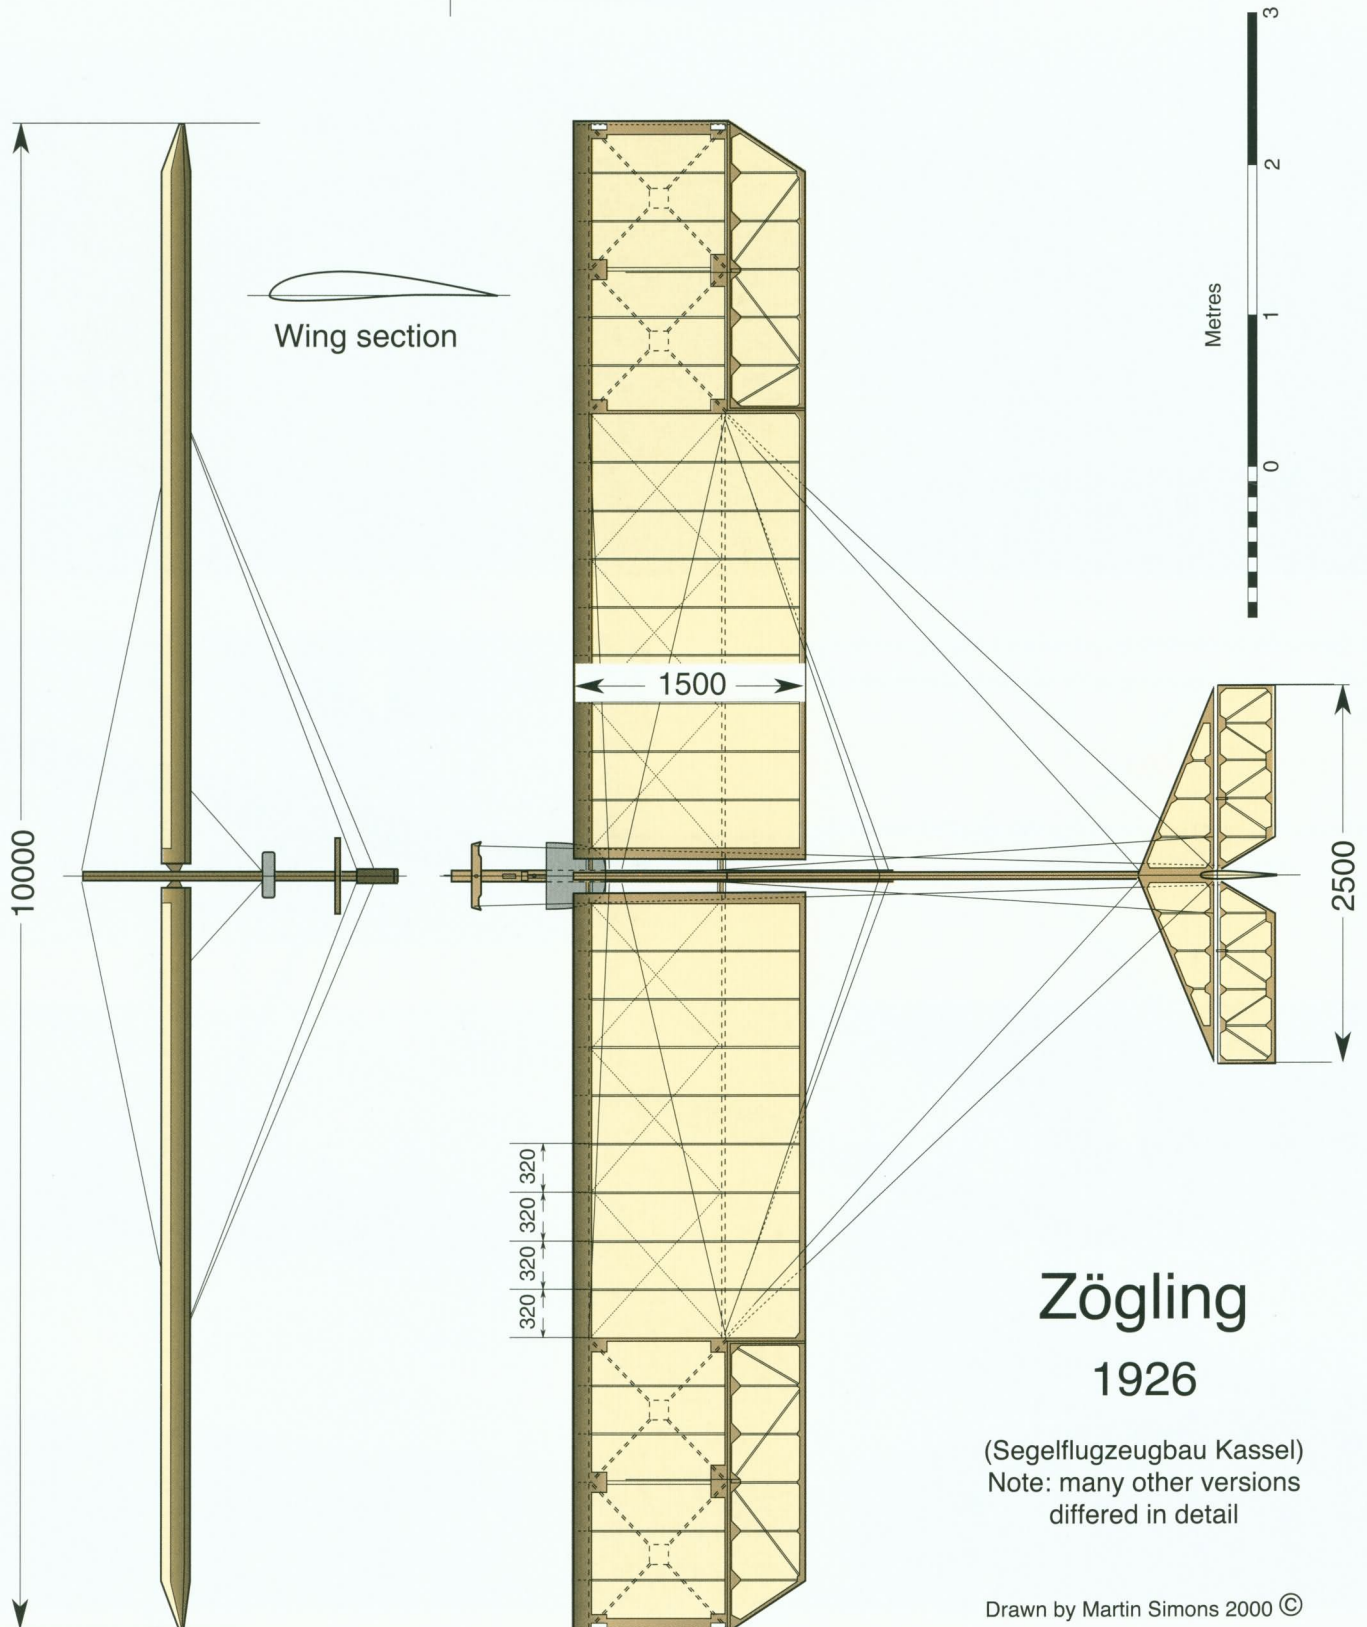 3
2
Metres
1
0
Wing section
10000
1500
2500
320
320
320
320
Zögling
1926
(Segelflugzeugbau Kassel)
Note: many other versions
differed in detail
Drawn by Martin Simons 2000 ©